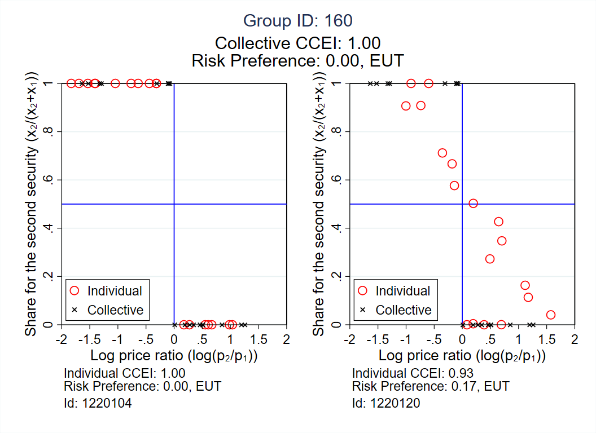 Group ID: 160
Collective CCEI: 1.00
Risk Preference: 0.00, EUT
Share for the second security (x₂/(x₂+x₁))
1
.8
.6
.4
.2
0
Individual
Collective
-2 -1.5 -1 -.5 0 .5 1 1.5 2
Log price ratio (log(p₂/p₁))
Individual CCEI: 1.00
Risk Preference: 0.00, EUT
Id: 1220104
Share for the second security (x₂/(x₂+x₁))
1
.8
.6
.4
.2
0
Individual
Collective
-2 -1.5 -1 -.5 0 .5 1 1.5 2
Log price ratio (log(p₂/p₁))
Individual CCEI: 0.93
Risk Preference: 0.17, EUT
Id: 1220120